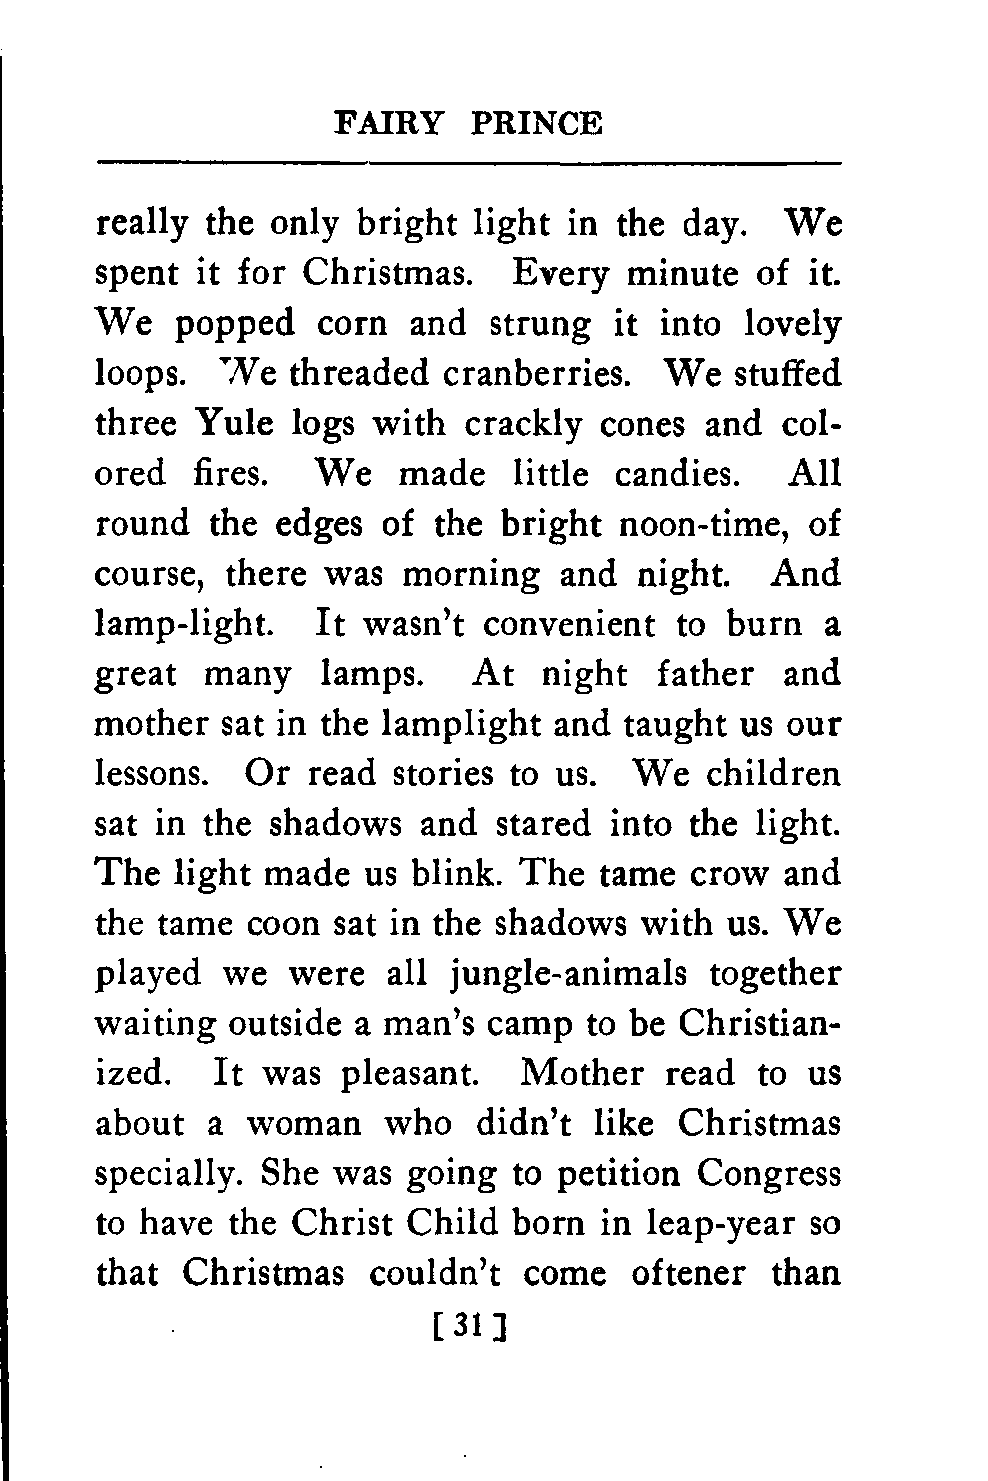 FAIRY PRINCE
really the only bright light in the day. We
spent it for Christmas. Every minute of it.
We popped corn and strung it into lovely
loops. We threaded cranberries. We stuffed
three Yule logs with crackly cones and col-
ored fires. We made little candies. All
round the edges of the bright noon-time, of
course, there was morning and night. And
lamp-light. It wasn't convenient to burn a
great many lamps. At night father and
mother sat in the lamplight and taught us our
lessons. Or read stories to us. We children
sat in the shadows and stared into the light.
The light made us blink. The tame crow and
the tame coon sat in the shadows with us. We
played we were all jungle-animals together
waiting outside a man's camp to be Christian-
ized. It was pleasant. Mother read to us
about a woman who didn't like Christmas
specially. She was going to petition Congress
to have the Christ Child born in leap-year so
that Christmas couldn't come oftener than
[31]